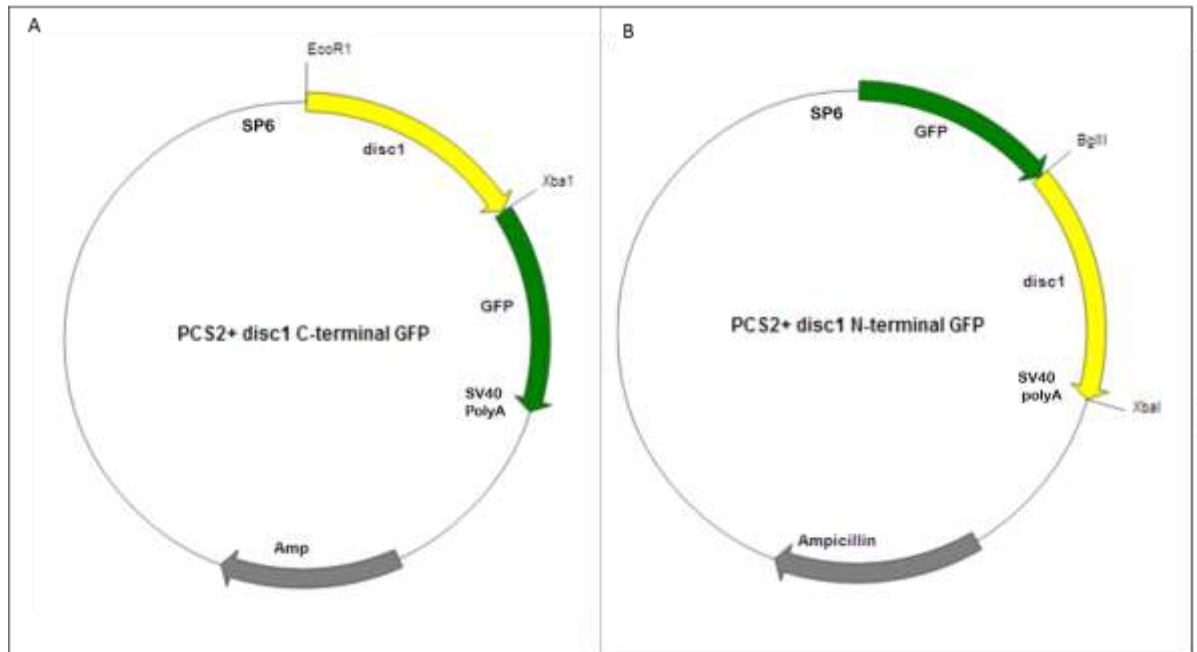 A
EcoR1
SP6
disc1
Xba1
GFP
PCS2+ disc1 C-terminal GFP
SV40
PolyA
Amp
B
SP6
GFP
BglII
disc1
PCS2+ disc1 N-terminal GFP
SV40
polyA
XbaI
Ampicillin